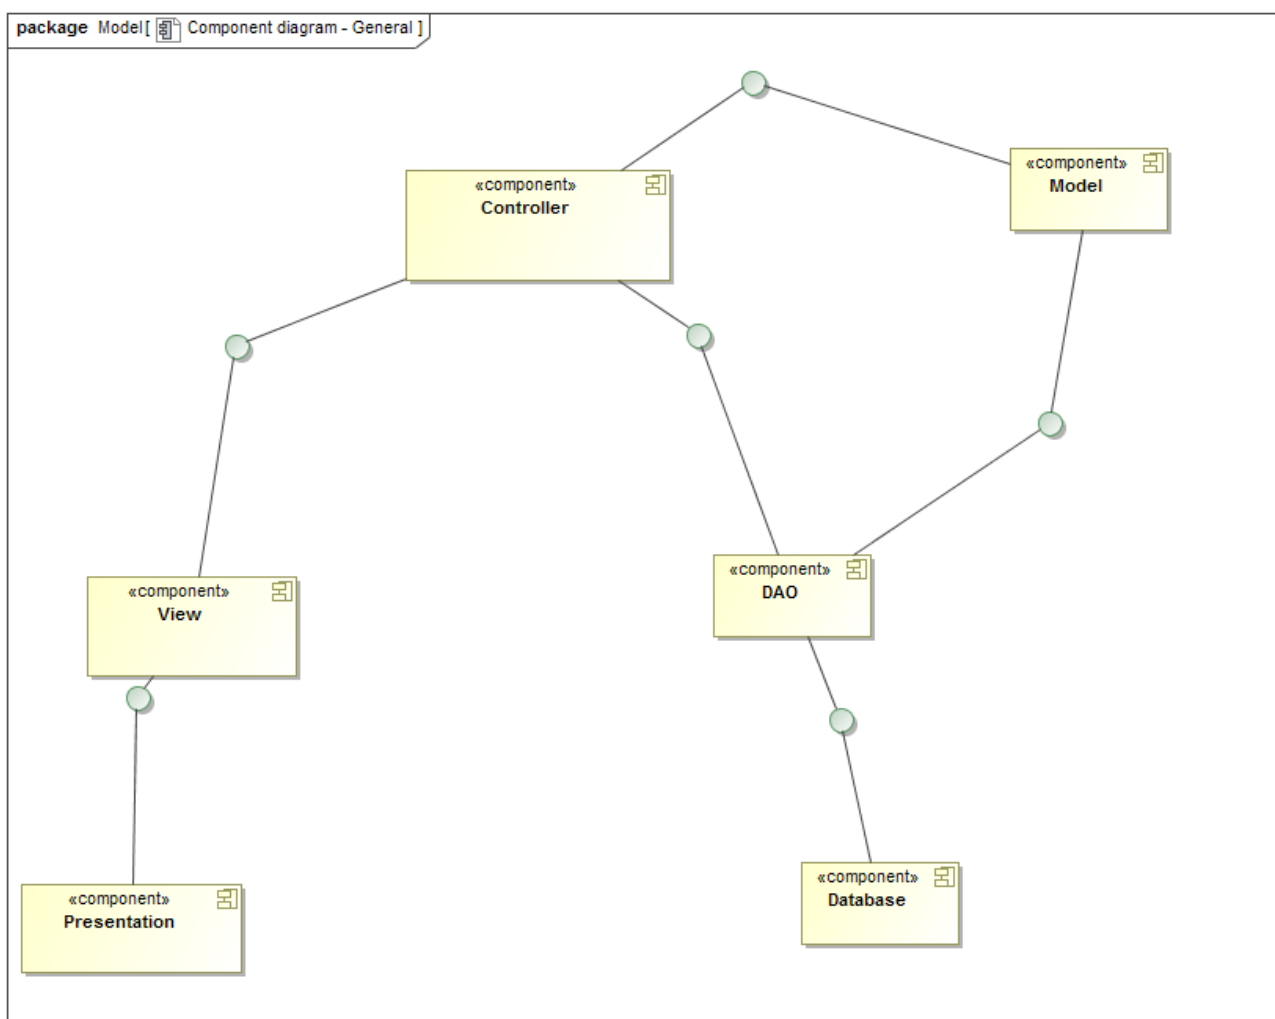 package Model[ Component diagram - General ]
«component»
Controller
«component»
Model
«component»
View
«component»
DAO
«component»
Presentation
«component»
Database